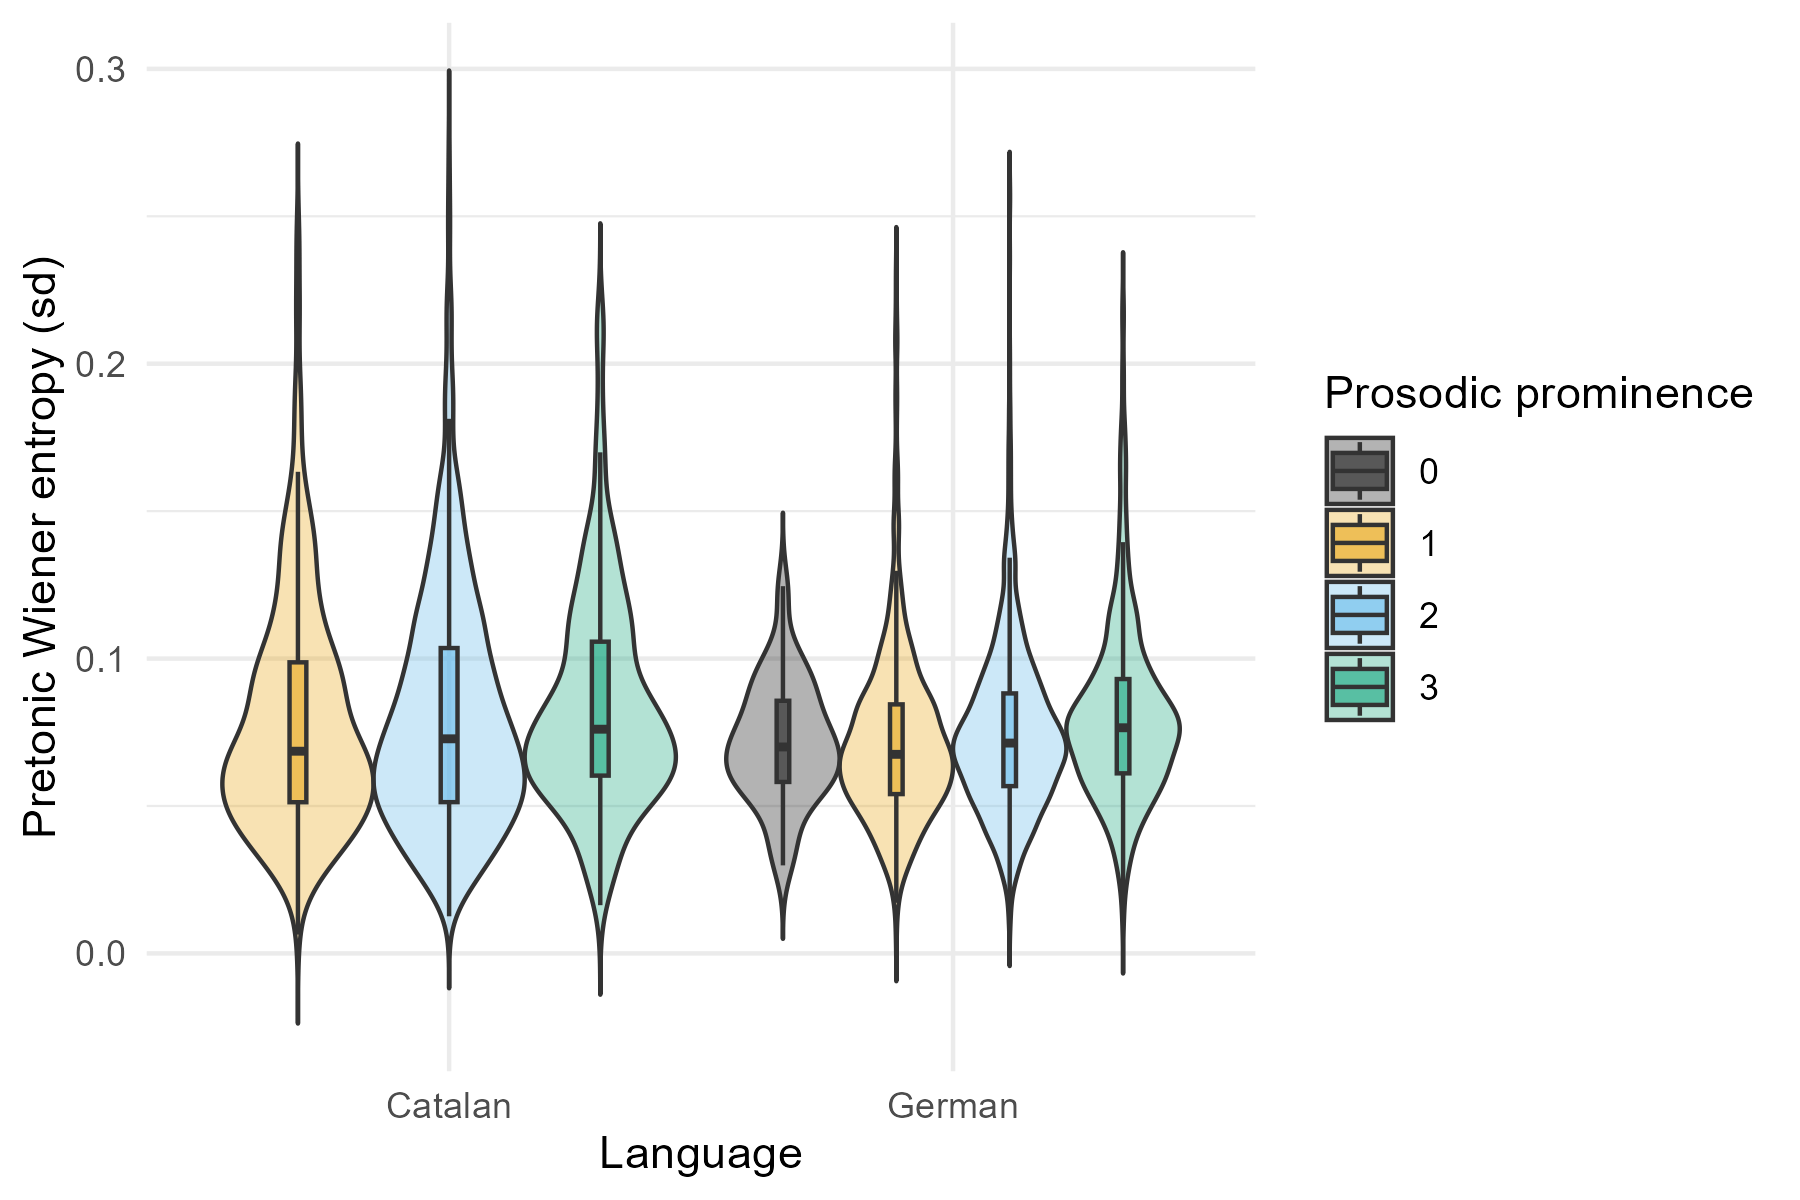 Pretonic Wiener entropy (sd)
0.3
0.2
0.1
0.0
Catalan
German
Language
Prosodic prominence
0
1
2
3